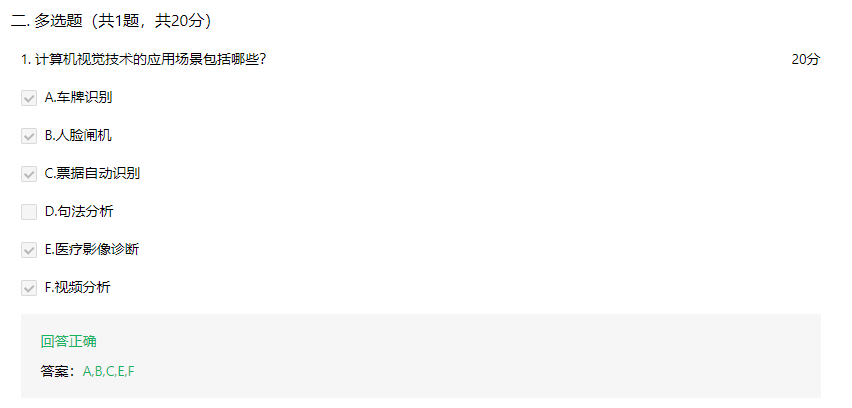 二. 多选题（共1题，共20分）
1. 计算机视觉技术的应用场景包括哪些? 20分
A.车牌识别
B.人脸闸机
C.票据自动识别
D.句法分析
E.医疗影像诊断
F.视频分析
回答正确
答案：A,B,C,E,F